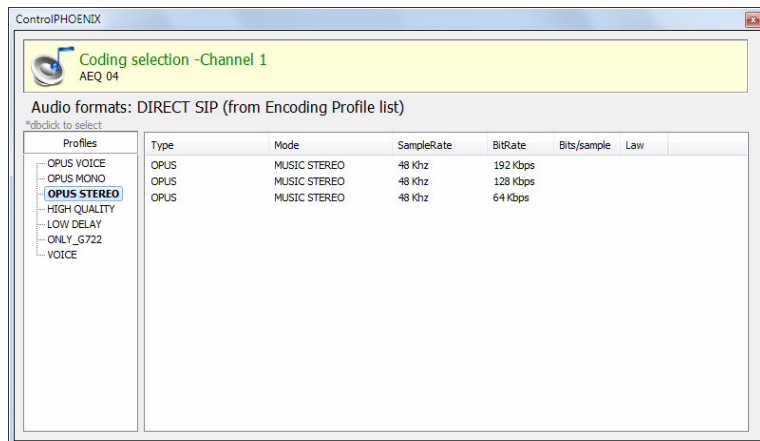 ControlPHOENIX
Coding selection -Channel 1
AEQ 04
Audio formats: DIRECT SIP (from Encoding Profile list)
*dbclick to select
Profiles
OPUS VOICE
OPUS MONO
OPUS STEREO
HIGH QUALITY
LOW DELAY
ONLY_G722
VOICE
Type Mode SampleRate BitRate Bits/sample Law
OPUS MUSIC STEREO 48 Khz 192 Kbps
OPUS MUSIC STEREO 48 Khz 128 Kbps
OPUS MUSIC STEREO 48 Khz 64 Kbps